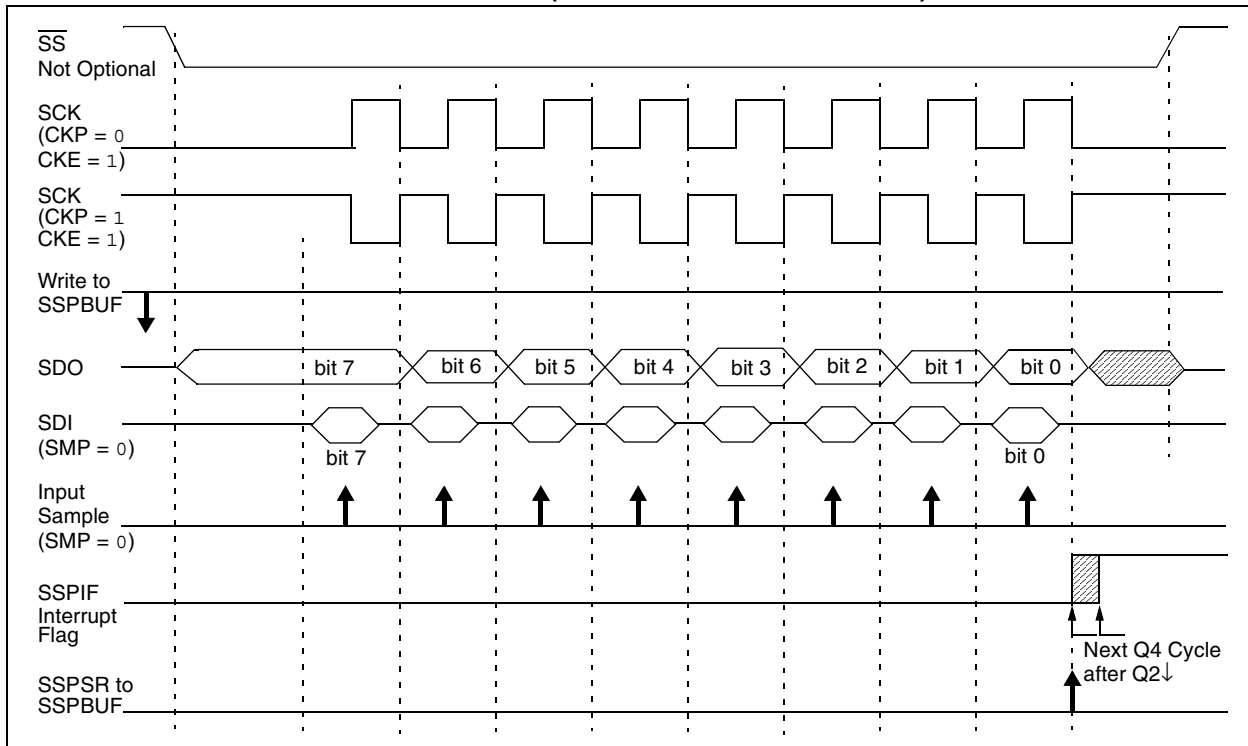 SS
Not Optional
SCK
(CKP = 0
CKE = 1)
SCK
(CKP = 1
CKE = 1)
Write to
SSPBUF
SDO
bit 7 bit 6 bit 5 bit 4 bit 3 bit 2 bit 1 bit 0
SDI
(SMP = 0)
bit 7 bit 0
Input
Sample
(SMP = 0)
SSPIF
Interrupt
Flag
Next Q4 Cycle
after Q2↓
SSPSR to
SSPBUF